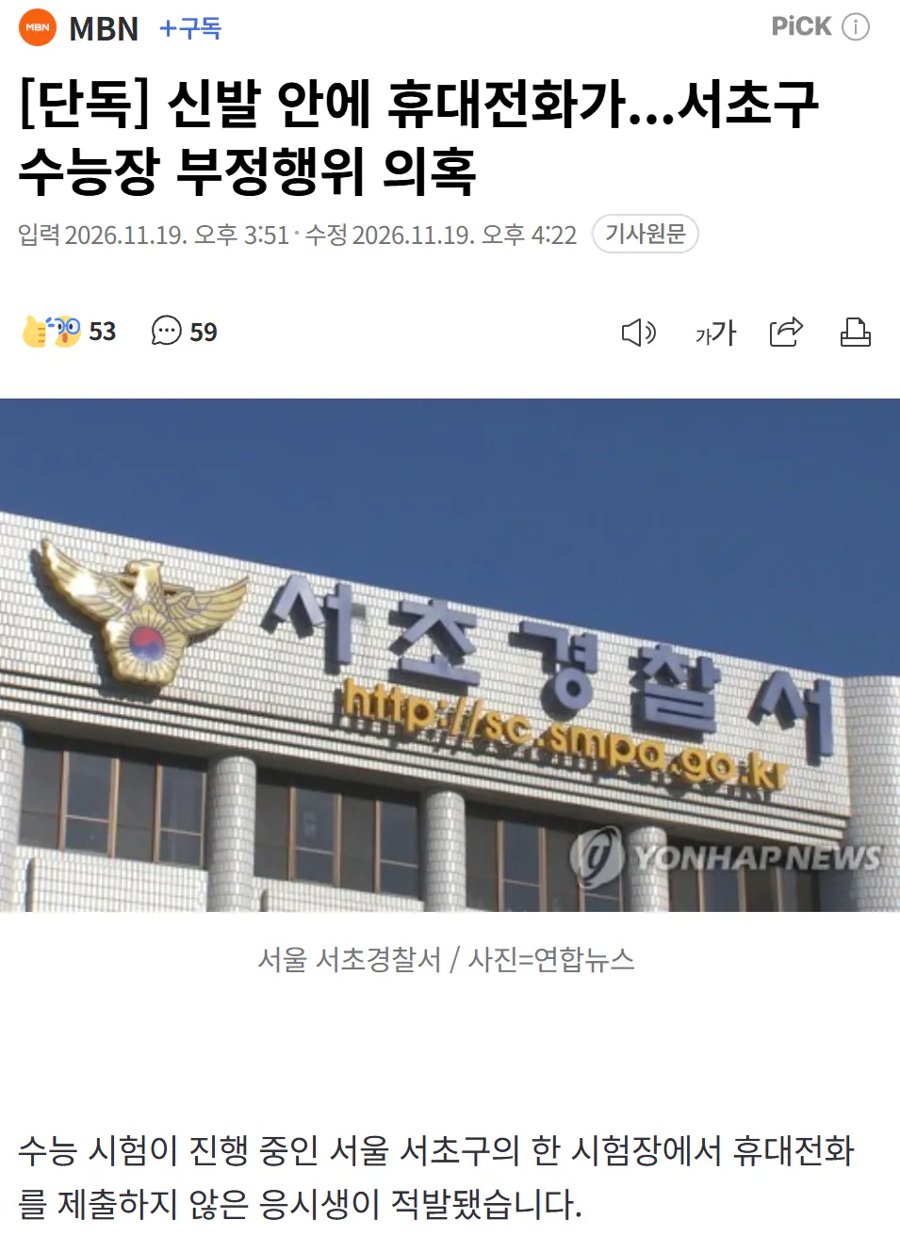 MBN MBN +구독 PiCK i
[단독] 신발 안에 휴대전화가...서초구
수능장 부정행위 의혹
입력 2026.11.19. 오후 3:51 · 수정 2026.11.19. 오후 4:22 기사원문
53 59 가가
서초경찰서
http://sc.smpa.go.kr
YONHAP NEWS
서울 서초경찰서 / 사진=연합뉴스
수능 시험이 진행 중인 서울 서초구의 한 시험장에서 휴대전화
를 제출하지 않은 응시생이 적발됐습니다.